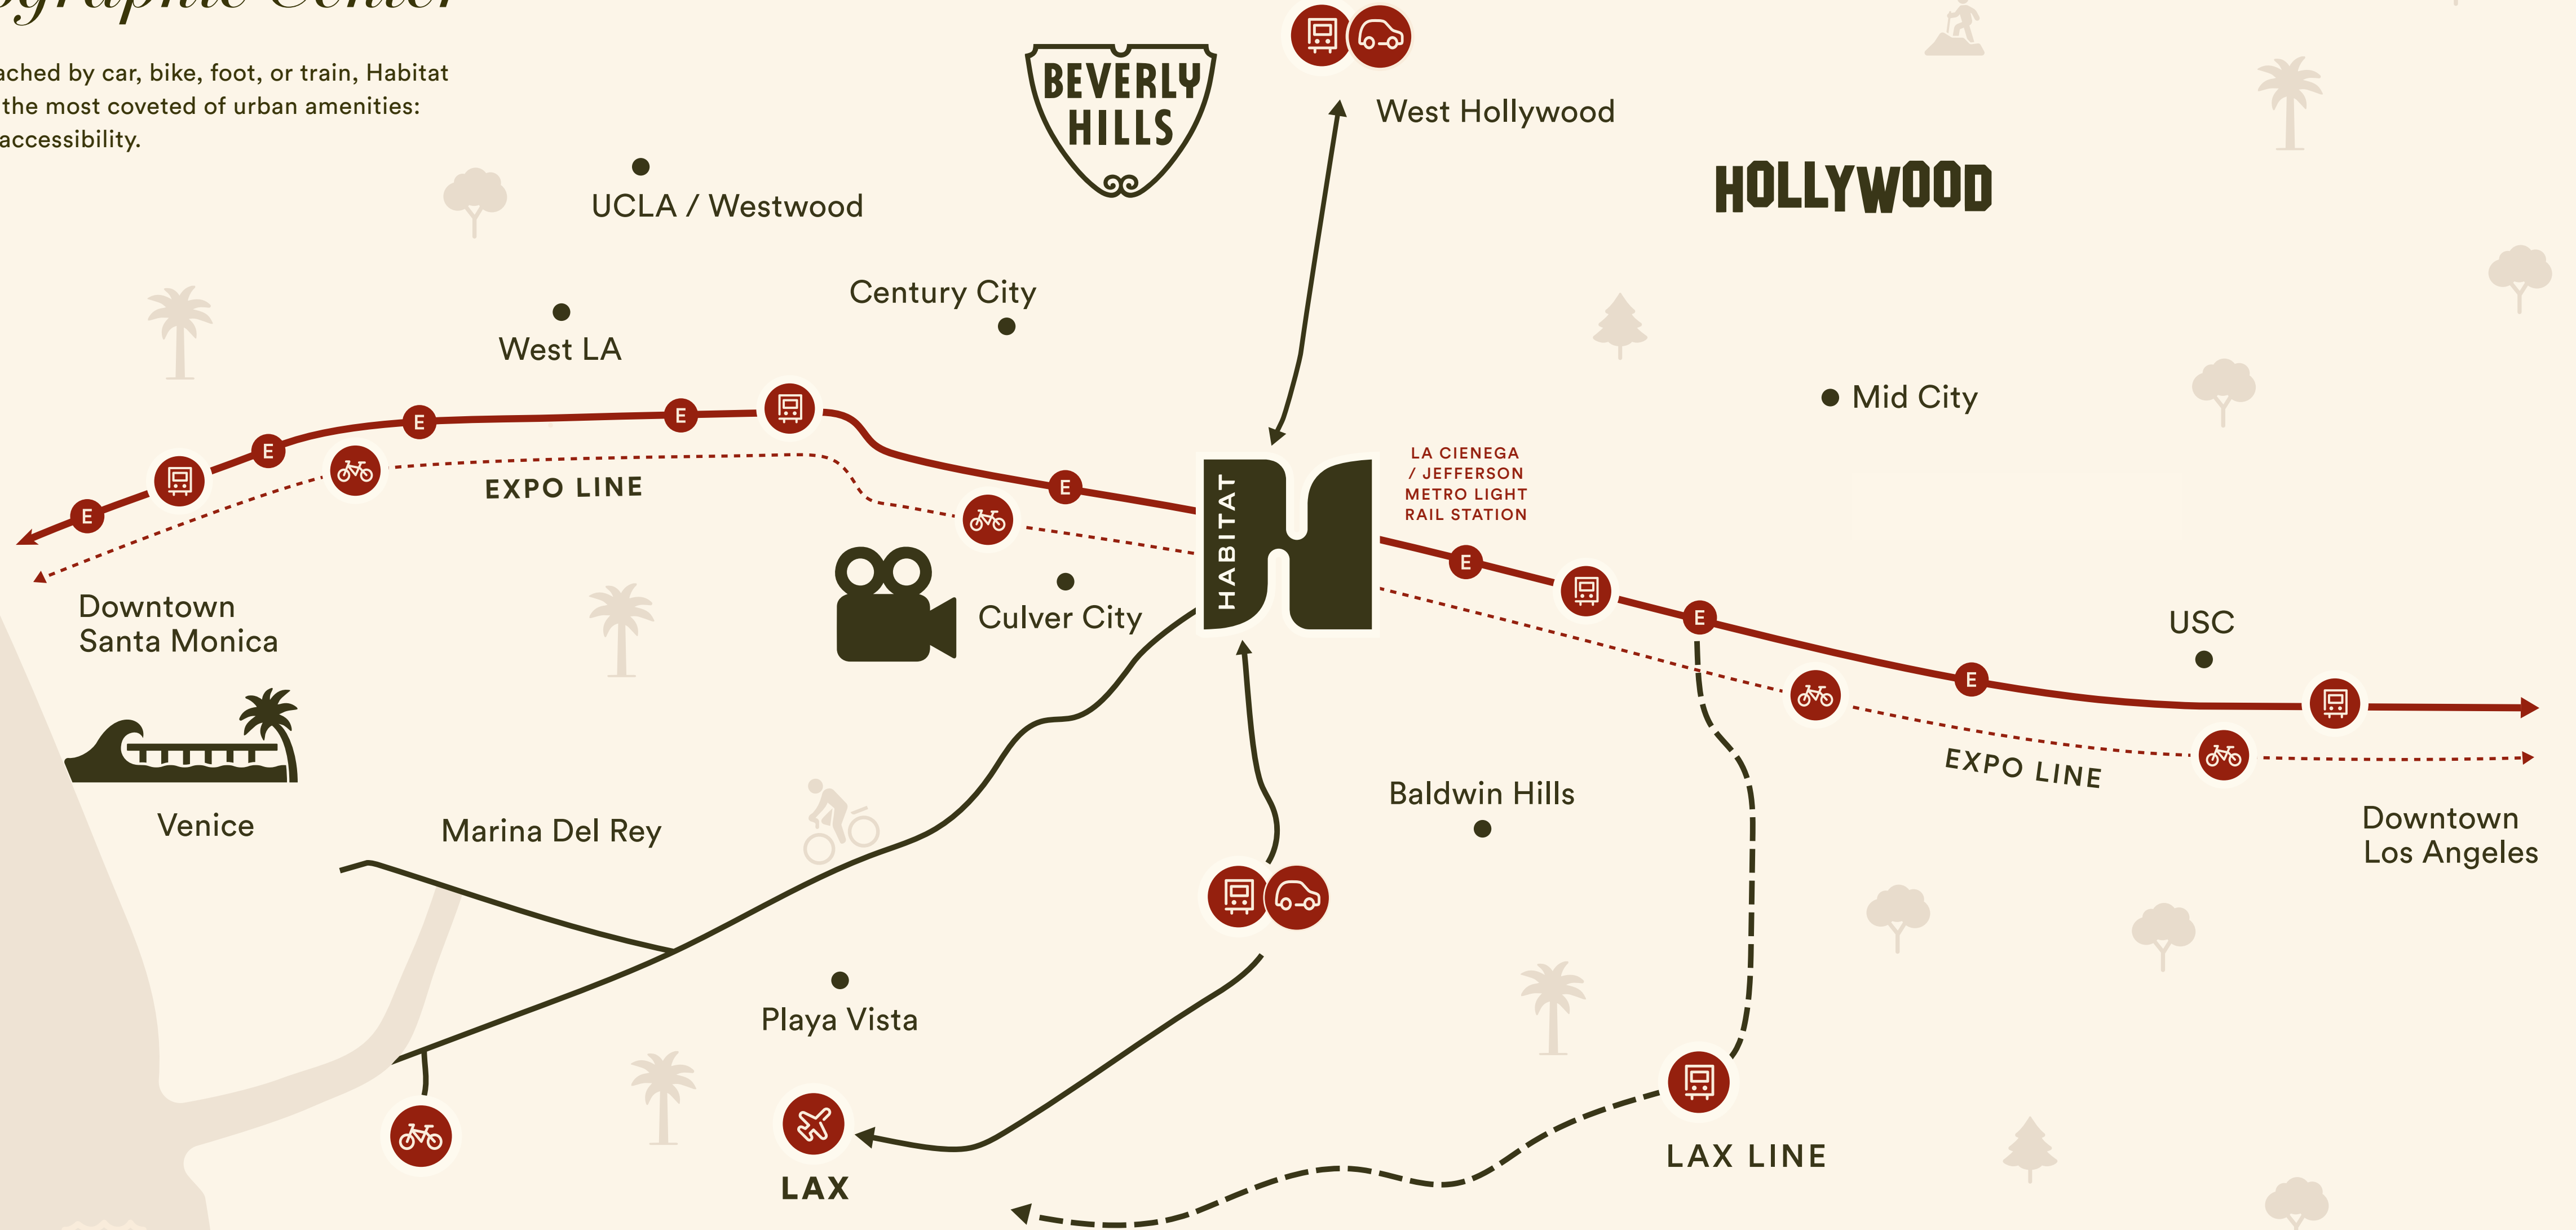 ographic Center
ached by car, bike, foot, or train, Habitat
the most coveted of urban amenities:
accessibility.
BEVERLY
HILLS
West Hollywood
HOLLYWOOD
UCLA / Westwood
Century City
West LA
Mid City
E
E
E
E
EXPO LINE
E
HABITAT
LA CIENEGA
/ JEFFERSON
METRO LIGHT
RAIL STATION
E
E
E
USC
Culver City
Downtown
Santa Monica
EXPO LINE
Venice
Marina Del Rey
Baldwin Hills
Downtown
Los Angeles
Playa Vista
LAX
LAX LINE